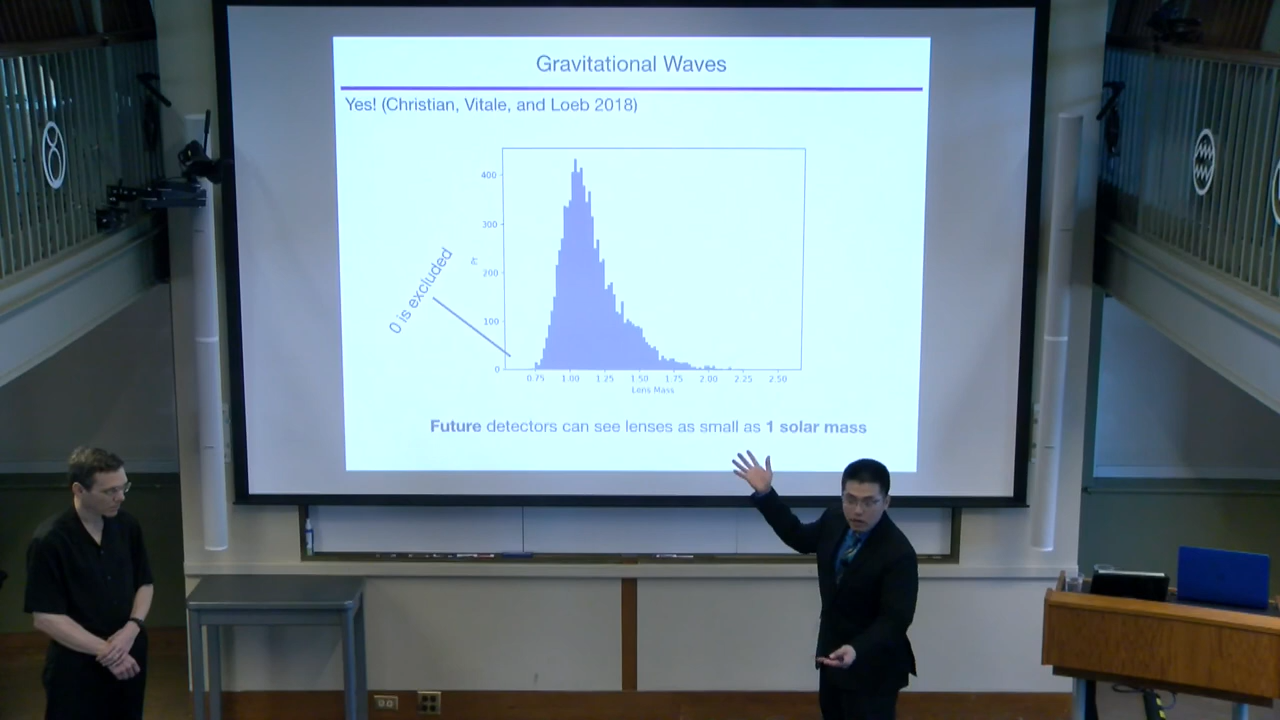 Gravitational Waves
Yes! (Christian, Vitale, and Loeb 2018)
400
300
200
100
0
Pr
0 is excluded
0.75 1.00 1.25 1.50 1.75 2.00 2.25 2.50
Lens Mass
Future detectors can see lenses as small as 1 solar mass